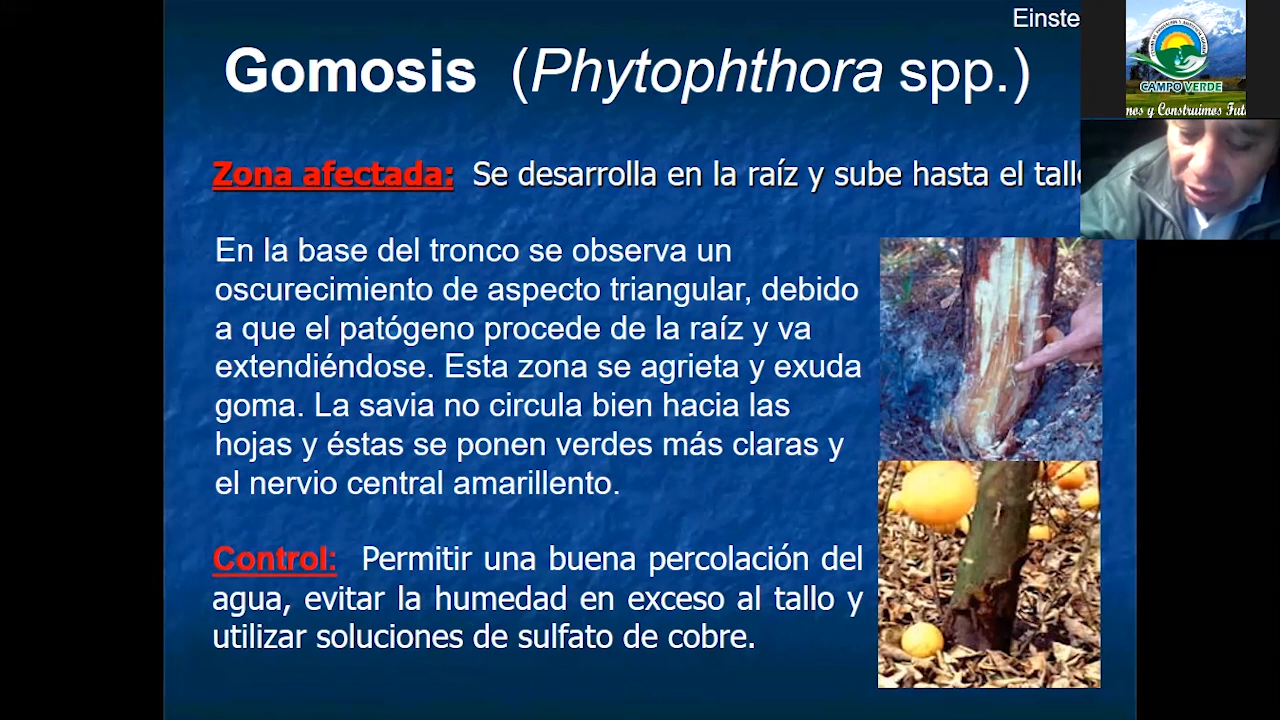 Einste
Gomosis (Phytophthora spp.)
CAMPO VERDE
nos y Construimos Fut
Zona afectada: Se desarrolla en la raíz y sube hasta el tall
En la base del tronco se observa un
oscurecimiento de aspecto triangular, debido
a que el patógeno procede de la raíz y va
extendiéndose. Esta zona se agrieta y exuda
goma. La savia no circula bien hacia las
hojas y éstas se ponen verdes más claras y
el nervio central amarillento.
Control: Permitir una buena percolación del
agua, evitar la humedad en exceso al tallo y
utilizar soluciones de sulfato de cobre.